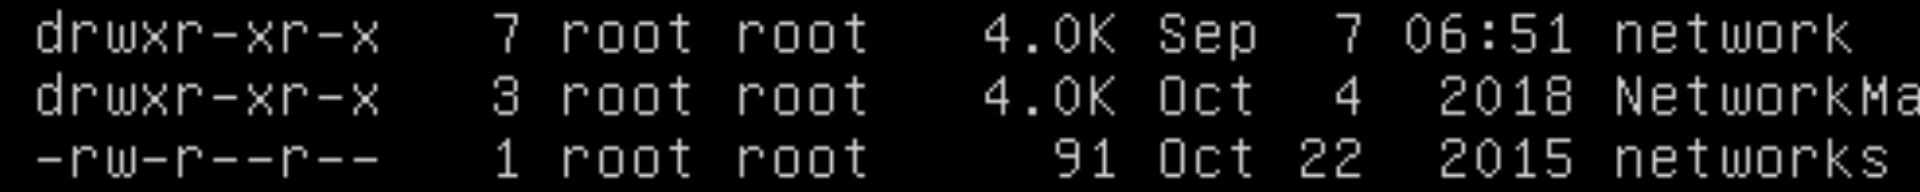 drwxr-xr-x   7 root root   4.0K Sep  7 06:51 network
drwxr-xr-x   3 root root   4.0K Oct  4  2018 NetworkMa
-rw-r--r--   1 root root     91 Oct 22  2015 networks